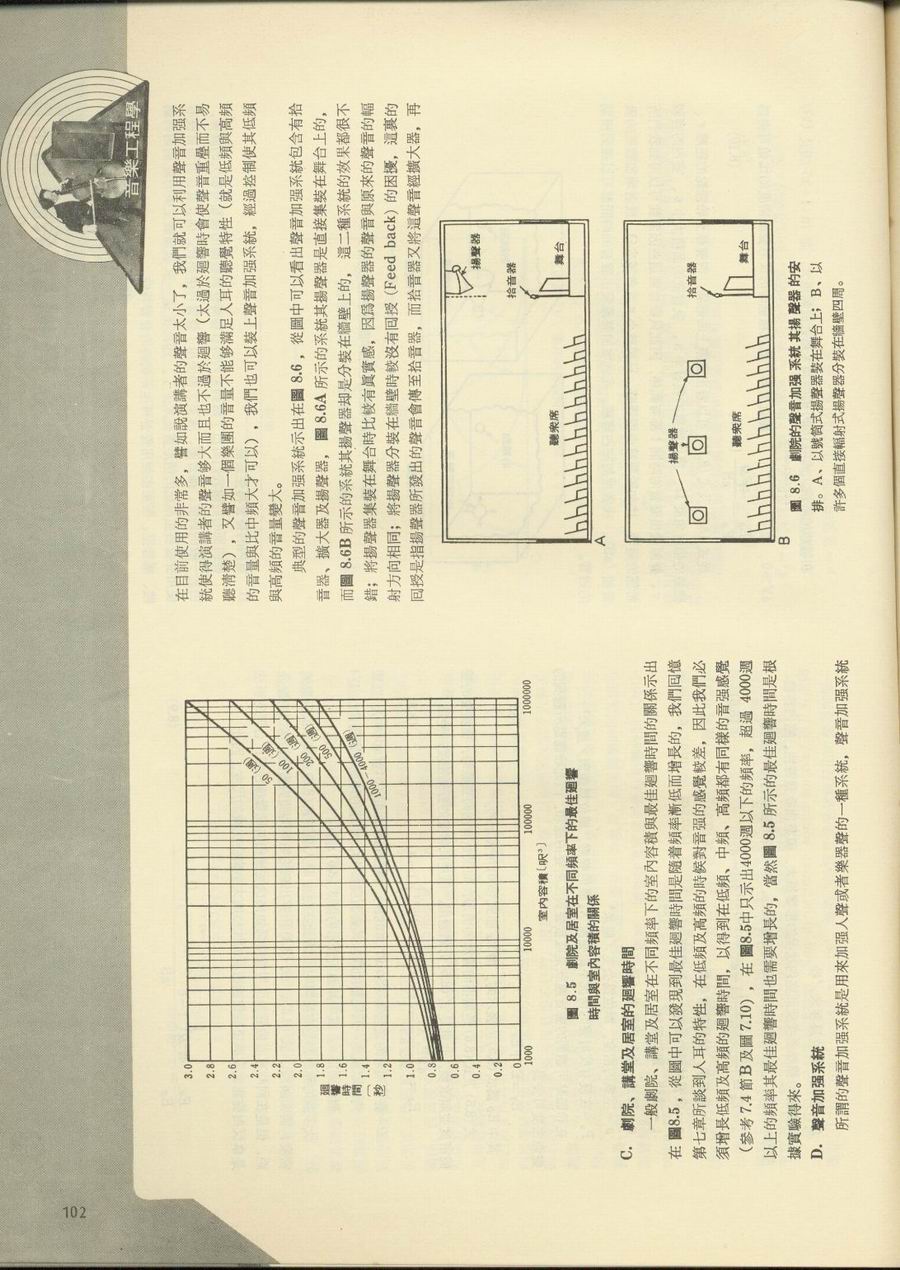 102
音樂工程學
3.0
2.8
2.6
2.4
2.2
2.0
1.8
1.6
1.4
1.2
1.0
0.8
0.6
0.4
0.2
0
廻響時間（秒）
50（週）
100（週）
200（週）
500（週）
1000－4000（週）
1000
10000
100000
1000000
室內容積〔呎³〕
圖 8.5　劇院及居室在不同頻率下的最佳廻響
時間與室內容積的關係
C.　劇院、講堂及居室的廻響時間
一般劇院、講堂及居室在不同頻率下的室內容積與最佳廻響時間的關係示出
在圖8.5，從圖中可以發現到最佳廻響時間是隨着頻率漸低而增長的，我們囘憶
第七章所談到人耳的特性，在低頻及高頻的時候對音强的感覺較差，因此我們必
須增長低頻及高頻的廻響時間，以得到在低頻、中頻、高頻都有同樣的音强感覺
（參考 7.4 節 B 及圖 7.10），在圖8.5中只示出4000週以下的頻率，超過 4000週
以上的頻率其最佳廻響時間也需要增長的，當然圖 8.5 所示的最佳廻響時間是根
據實驗得來。
D.　聲音加强系統
所謂的聲音加强系統是用來加强人聲或者樂器聲的一種系統，聲音加强系統
在目前使用的非常多，譬如說演講者的聲音太小了，我們就可以利用聲音加强系
統使得演講者的聲音够大而且也不過於廻響（太過於廻響時會使聲音重疊而不易
聽淸楚），又譬如一個樂團的音量不能够滿足人耳的聽覺特性（就是低頻與高頻
的音量與比中頻大才可以），我們也可以裝上聲音加强系統，經過控制使其低頻
與高頻的音量變大。
典型的聲音加强系統示出在圖 8.6，從圖中可以看出聲音加强系統包含有拾
音器、擴大器及揚聲器，圖 8.6A 所示的系統其揚聲器是直接集裝在舞台上的，
而圖 8.6B 所示的系統其揚聲器却是分裝在牆壁上的，這二種系統的效果都很不
錯；將揚聲器集裝在舞台時比較有眞實感，因爲揚聲器的聲音與原來的聲音的幅
射方向相同；將揚聲器分裝在牆壁時較沒有囘授（Feed back）的困擾，這裏的
囘授是指揚聲器所發出的聲音會傳至拾音器，而拾音器又將這聲音經擴大器，再
揚聲器
拾音器
舞台
聽衆席
A
揚聲器
拾音器
舞台
聽衆席
B
圖 8.6　劇院的聲音加强系統其揚聲器的安
排。A、以號筒式揚聲器裝在舞台上；B、以
許多個直接輻射式揚聲器分裝在牆壁四周。